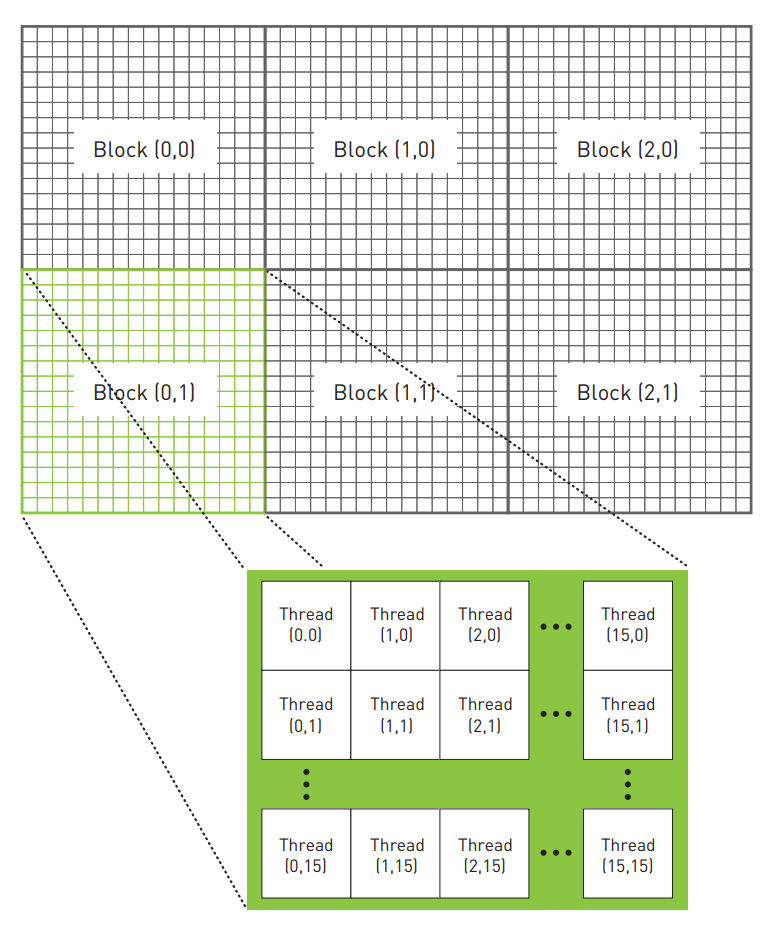 Block (0,0)
Block (1,0)
Block (2,0)
Block (0,1)
Block (1,1)
Block (2,1)
Thread
(0.0)
Thread
(1,0)
Thread
(2,0)
Thread
(15,0)
Thread
(0,1)
Thread
(1,1)
Thread
(2,1)
Thread
(15,1)
Thread
(0,15)
Thread
(1,15)
Thread
(2,15)
Thread
(15,15)